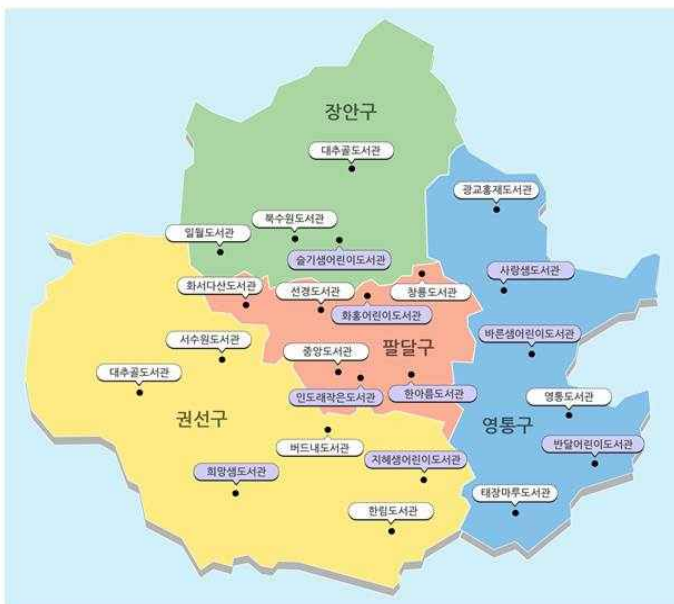 장안구
대추골도서관
광교홍재도서관
북수원도서관
일월도서관
슬기샘어린이도서관
사랑샘도서관
화서다산도서관
선경도서관
창룡도서관
화홍어린이도서관
바른샘어린이도서관
서수원도서관
중앙도서관
팔달구
대추골도서관
인도래작은도서관
한아름도서관
영통도서관
권선구
영통구
버드내도서관
반달어린이도서관
지혜샘어린이도서관
희망샘도서관
태장마루도서관
한림도서관